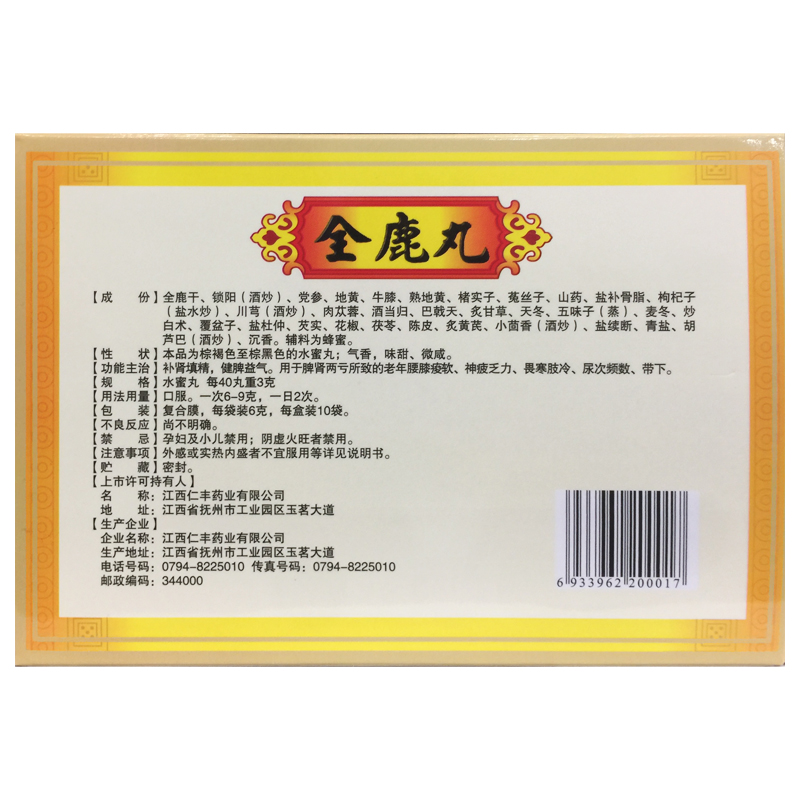 全鹿丸
【成　　份】全鹿干、锁阳（酒炒）、党参、地黄、牛膝、熟地黄、楮实子、菟丝子、山药、盐补骨脂、枸杞子
（盐水炒）、川芎（酒炒）、肉苁蓉、酒当归、巴戟天、炙甘草、天冬、五味子（蒸）、麦冬、炒
白术、覆盆子、盐杜仲、芡实、花椒、茯苓、陈皮、炙黄芪、小茴香（酒炒）、盐续断、青盐、胡
芦巴（酒炒）、沉香。辅料为蜂蜜。
【性　　状】本品为棕褐色至棕黑色的水蜜丸；气香，味甜、微咸。
【功能主治】补肾填精，健脾益气。用于脾肾两亏所致的老年腰膝痠软、神疲乏力、畏寒肢冷、尿次频数、带下。
【规　　格】水蜜丸 每40丸重3克
【用法用量】口服。一次6-9克，一日2次。
【包　　装】复合膜，每袋装6克，每盒装10袋。
【不良反应】尚不明确。
【禁　　忌】孕妇及小儿禁用；阴虚火旺者禁用。
【注意事项】外感或实热内盛者不宜服用等详见说明书。
【贮　　藏】密封。
【上市许可持有人】
名　　称：江西仁丰药业有限公司
地　　址：江西省抚州市工业园区玉茗大道
【生产企业】
企业名称：江西仁丰药业有限公司
生产地址：江西省抚州市工业园区玉茗大道
电话号码：0794-8225010 传真号码：0794-8225010
邮政编码：344000
6 933962 200017